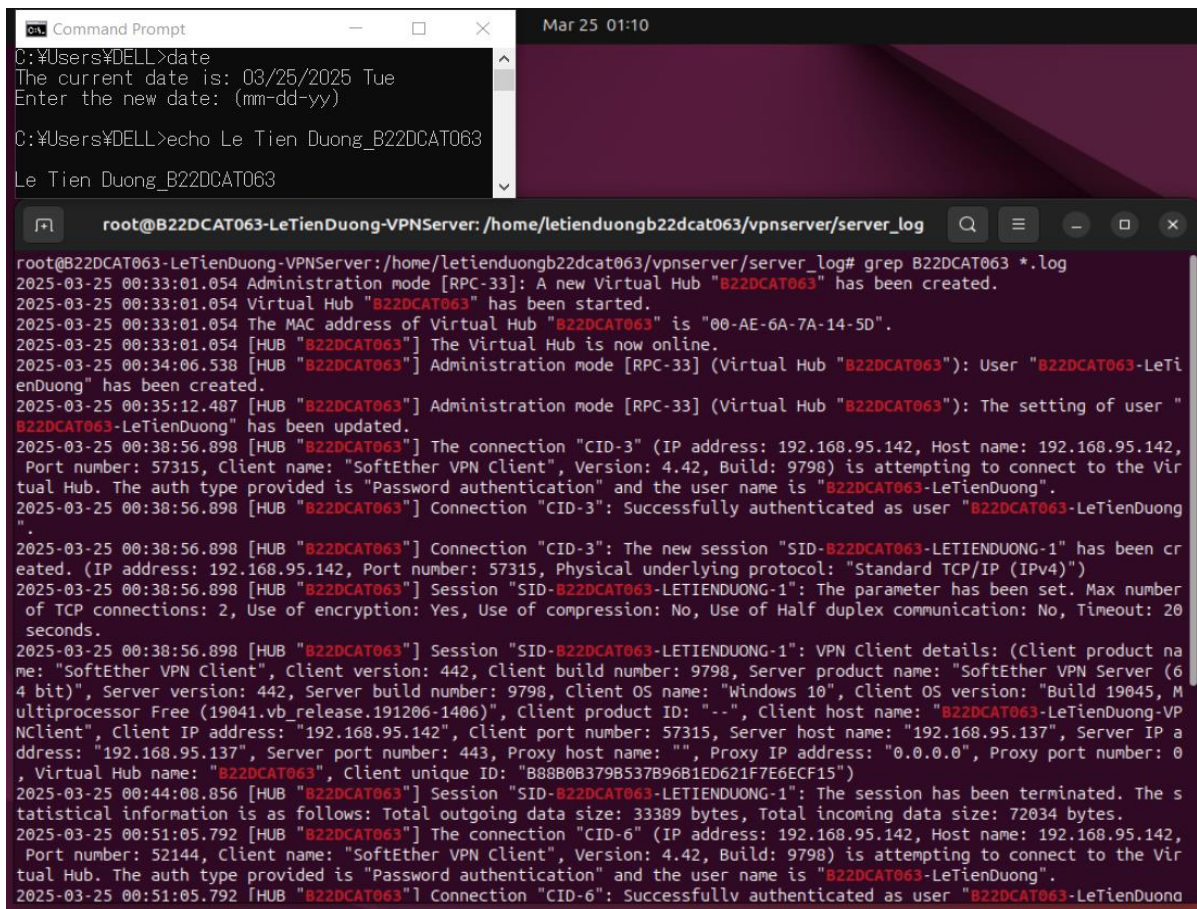 Command Prompt
Mar 25 01:10
C:¥Users¥DELL>date
The current date is: 03/25/2025 Tue
Enter the new date: (mm-dd-yy)
C:¥Users¥DELL>echo Le Tien Duong_B22DCAT063
Le Tien Duong_B22DCAT063
root@B22DCAT063-LeTienDuong-VPNServer: /home/letienduongb22dcat063/vpnserver/server_log
root@B22DCAT063-LeTienDuong-VPNServer:/home/letienduongb22dcat063/vpnserver/server_log# grep B22DCAT063 *.log
2025-03-25 00:33:01.054 Administration mode [RPC-33]: A new Virtual Hub "B22DCAT063" has been created.
2025-03-25 00:33:01.054 Virtual Hub "B22DCAT063" has been started.
2025-03-25 00:33:01.054 The MAC address of Virtual Hub "B22DCAT063" is "00-AE-6A-7A-14-5D".
2025-03-25 00:33:01.054 [HUB "B22DCAT063"] The Virtual Hub is now online.
2025-03-25 00:34:06.538 [HUB "B22DCAT063"] Administration mode [RPC-33] (Virtual Hub "B22DCAT063"): User "B22DCAT063-LeTi
enDuong" has been created.
2025-03-25 00:35:12.487 [HUB "B22DCAT063"] Administration mode [RPC-33] (Virtual Hub "B22DCAT063"): The setting of user "
B22DCAT063-LeTienDuong" has been updated.
2025-03-25 00:38:56.898 [HUB "B22DCAT063"] The connection "CID-3" (IP address: 192.168.95.142, Host name: 192.168.95.142,
 Port number: 57315, Client name: "SoftEther VPN Client", Version: 4.42, Build: 9798) is attempting to connect to the Vir
tual Hub. The auth type provided is "Password authentication" and the user name is "B22DCAT063-LeTienDuong".
2025-03-25 00:38:56.898 [HUB "B22DCAT063"] Connection "CID-3": Successfully authenticated as user "B22DCAT063-LeTienDuong
".
2025-03-25 00:38:56.898 [HUB "B22DCAT063"] Connection "CID-3": The new session "SID-B22DCAT063-LETIENDUONG-1" has been cr
eated. (IP address: 192.168.95.142, Port number: 57315, Physical underlying protocol: "Standard TCP/IP (IPv4)")
2025-03-25 00:38:56.898 [HUB "B22DCAT063"] Session "SID-B22DCAT063-LETIENDUONG-1": The parameter has been set. Max number
 of TCP connections: 2, Use of encryption: Yes, Use of compression: No, Use of Half duplex communication: No, Timeout: 20
 seconds.
2025-03-25 00:38:56.898 [HUB "B22DCAT063"] Session "SID-B22DCAT063-LETIENDUONG-1": VPN Client details: (Client product na
me: "SoftEther VPN Client", Client version: 442, Client build number: 9798, Server product name: "SoftEther VPN Server (6
4 bit)", Server version: 442, Server build number: 9798, Client OS name: "Windows 10", Client OS version: "Build 19045, M
ultiprocessor Free (19041.vb_release.191206-1406)", Client product ID: "--", Client host name: "B22DCAT063-LeTienDuong-VP
NClient", Client IP address: "192.168.95.142", Client port number: 57315, Server host name: "192.168.95.137", Server IP a
ddress: "192.168.95.137", Server port number: 443, Proxy host name: "", Proxy IP address: "0.0.0.0", Proxy port number: 0
, Virtual Hub name: "B22DCAT063", Client unique ID: "B88B0B379B537B96B1ED621F7E6ECF15")
2025-03-25 00:44:08.856 [HUB "B22DCAT063"] Session "SID-B22DCAT063-LETIENDUONG-1": The session has been terminated. The s
tatistical information is as follows: Total outgoing data size: 33389 bytes, Total incoming data size: 72034 bytes.
2025-03-25 00:51:05.792 [HUB "B22DCAT063"] The connection "CID-6" (IP address: 192.168.95.142, Host name: 192.168.95.142,
 Port number: 52144, Client name: "SoftEther VPN Client", Version: 4.42, Build: 9798) is attempting to connect to the Vir
tual Hub. The auth type provided is "Password authentication" and the user name is "B22DCAT063-LeTienDuong".
2025-03-25 00:51:05.792 [HUB "B22DCAT063"] Connection "CID-6": Successfully authenticated as user "B22DCAT063-LeTienDuong